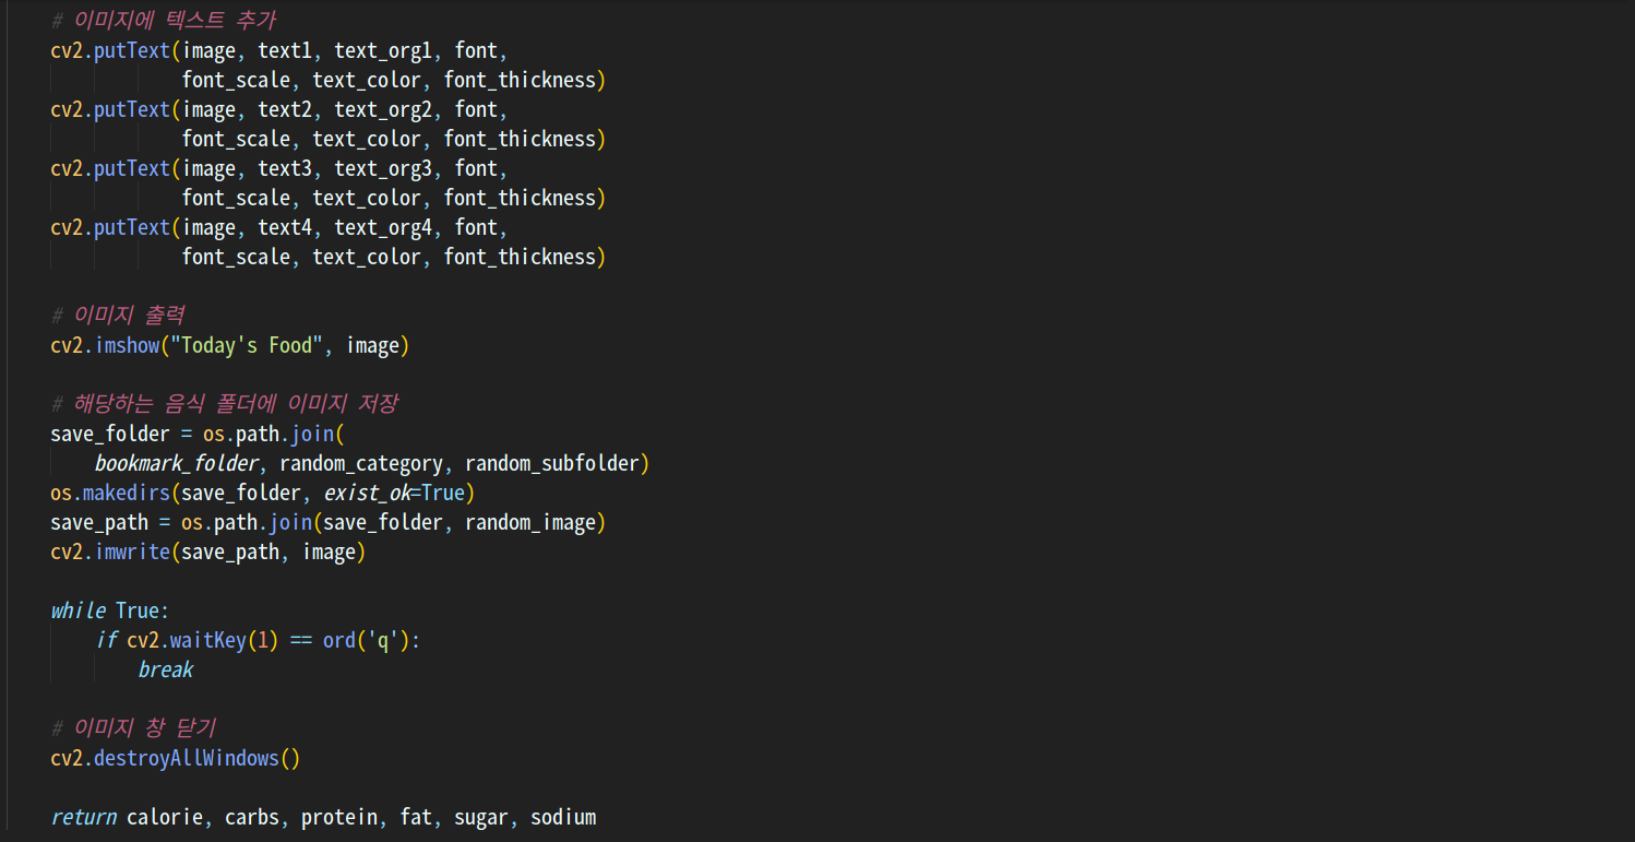 # 이미지에 텍스트 추가
cv2.putText(image, text1, text_org1, font,
font_scale, text_color, font_thickness)
cv2.putText(image, text2, text_org2, font,
font_scale, text_color, font_thickness)
cv2.putText(image, text3, text_org3, font,
font_scale, text_color, font_thickness)
cv2.putText(image, text4, text_org4, font,
font_scale, text_color, font_thickness)
# 이미지 출력
cv2.imshow("Today's Food", image)
# 해당하는 음식 폴더에 이미지 저장
save_folder = os.path.join(
bookmark_folder, random_category, random_subfolder)
os.makedirs(save_folder, exist_ok=True)
save_path = os.path.join(save_folder, random_image)
cv2.imwrite(save_path, image)
while True:
if cv2.waitKey(1) == ord('q'):
break
# 이미지 창 닫기
cv2.destroyAllWindows()
return calorie, carbs, protein, fat, sugar, sodium